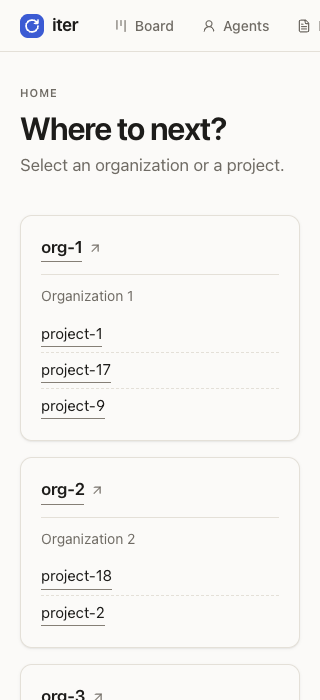 iter Board Agents
HOME
Where to next?
Select an organization or a project.
org-1
Organization 1
project-1
project-17
project-9
org-2
Organization 2
project-18
project-2
org-3